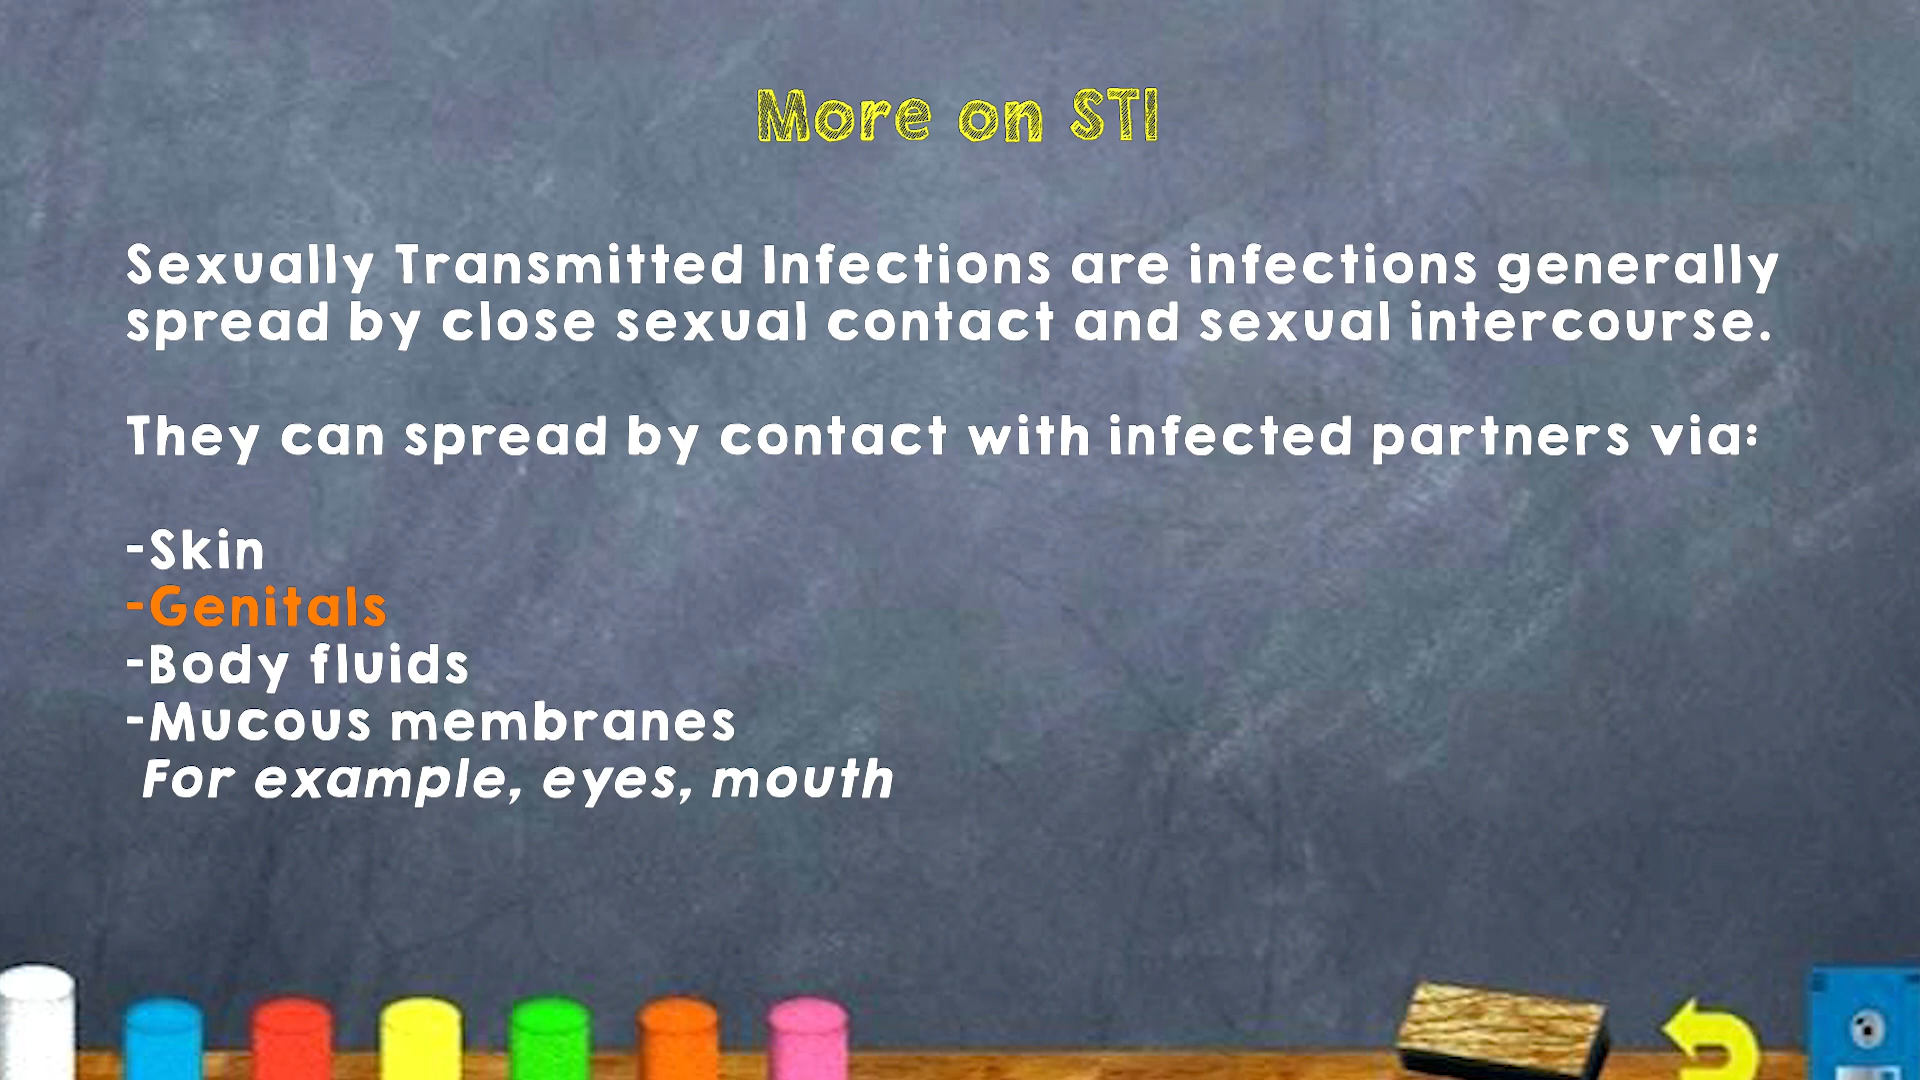 More on STI
Sexually Transmitted Infections are infections generally
spread by close sexual contact and sexual intercourse.
They can spread by contact with infected partners via:
-Skin
-Genitals
-Body fluids
-Mucous membranes
For example, eyes, mouth